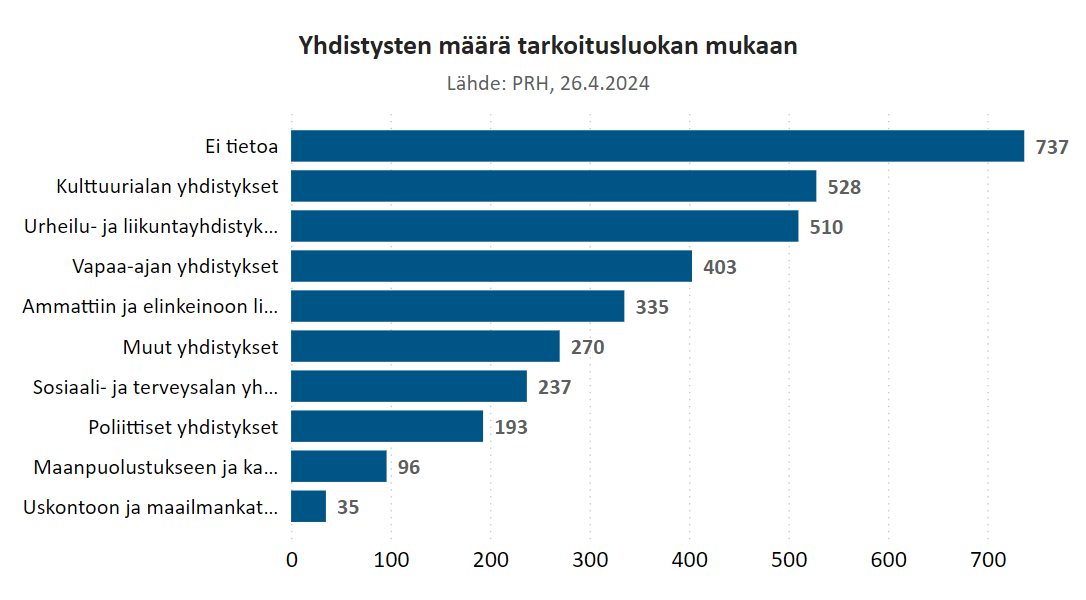 Yhdistysten määrä tarkoitusluokan mukaan
Lähde: PRH, 26.4.2024
Ei tietoa 737
Kulttuurialan yhdistykset 528
Urheilu- ja liikuntayhdistyk... 510
Vapaa-ajan yhdistykset 403
Ammattiin ja elinkeinoon li... 335
Muut yhdistykset 270
Sosiaali- ja terveysalan yh... 237
Poliittiset yhdistykset 193
Maanpuolustukseen ja ka... 96
Uskontoon ja maailmankat... 35
0 100 200 300 400 500 600 700